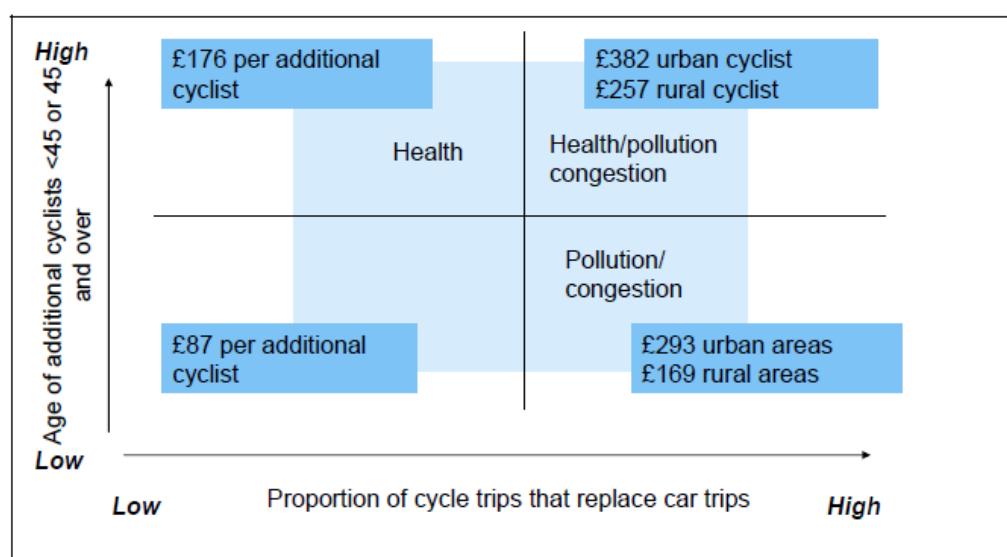 High
£176 per additional
cyclist
£382 urban cyclist
£257 rural cyclist
Health
Health/pollution
congestion
Age of additional cyclists <45 or 45
and over
Pollution/
congestion
£87 per additional
cyclist
£293 urban areas
£169 rural areas
Low
Low
Proportion of cycle trips that replace car trips
High